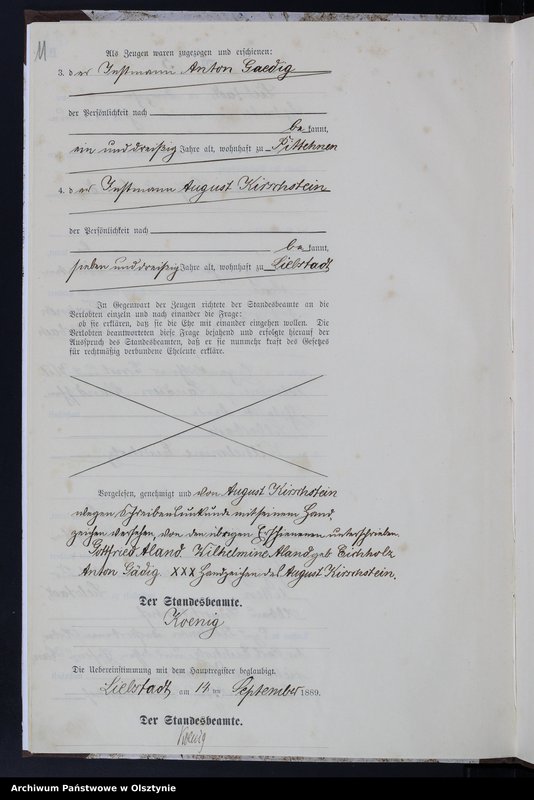 11
Als Zeugen waren zugezogen und erschienen:
3. der Instmann Anton Gaedig
der Persönlichkeit nach
bekannt,
ein und dreißig Jahre alt, wohnhaft zu Pittehnen
4. der Instmann August Kirschstein
der Persönlichkeit nach
bekannt,
sieben und dreißig Jahre alt, wohnhaft zu Liebstadt
In Gegenwart der Zeugen richtete der Standesbeamte an die
Verlobten einzeln und nach einander die Frage:
ob sie erklären, daß sie die Ehe mit einander eingehen wollen. Die
Verlobten beantworteten diese Frage bejahend und erfolgte hierauf der
Ausspruch des Standesbeamten, daß er sie nunmehr kraft des Gesetzes
für rechtmäßig verbundene Eheleute erkläre.
Vorgelesen, genehmigt und von August Kirschstein
wegen Schreibensunkunde mit seinem Hand
zeichen versehen, von den übrigen Erschienenen unterschrieben.
Gottfried Aland Wilhelmine Aland geb Eichholz
Anton Gädig. XXX Handzeichen des August Kirschstein.
Der Standesbeamte.
Koenig
Die Uebereinstimmung mit dem Hauptregister beglaubigt.
Liebstadt am 14 ten September 1889.
Der Standesbeamte.
Koenig
Archiwum Państwowe w Olsztynie